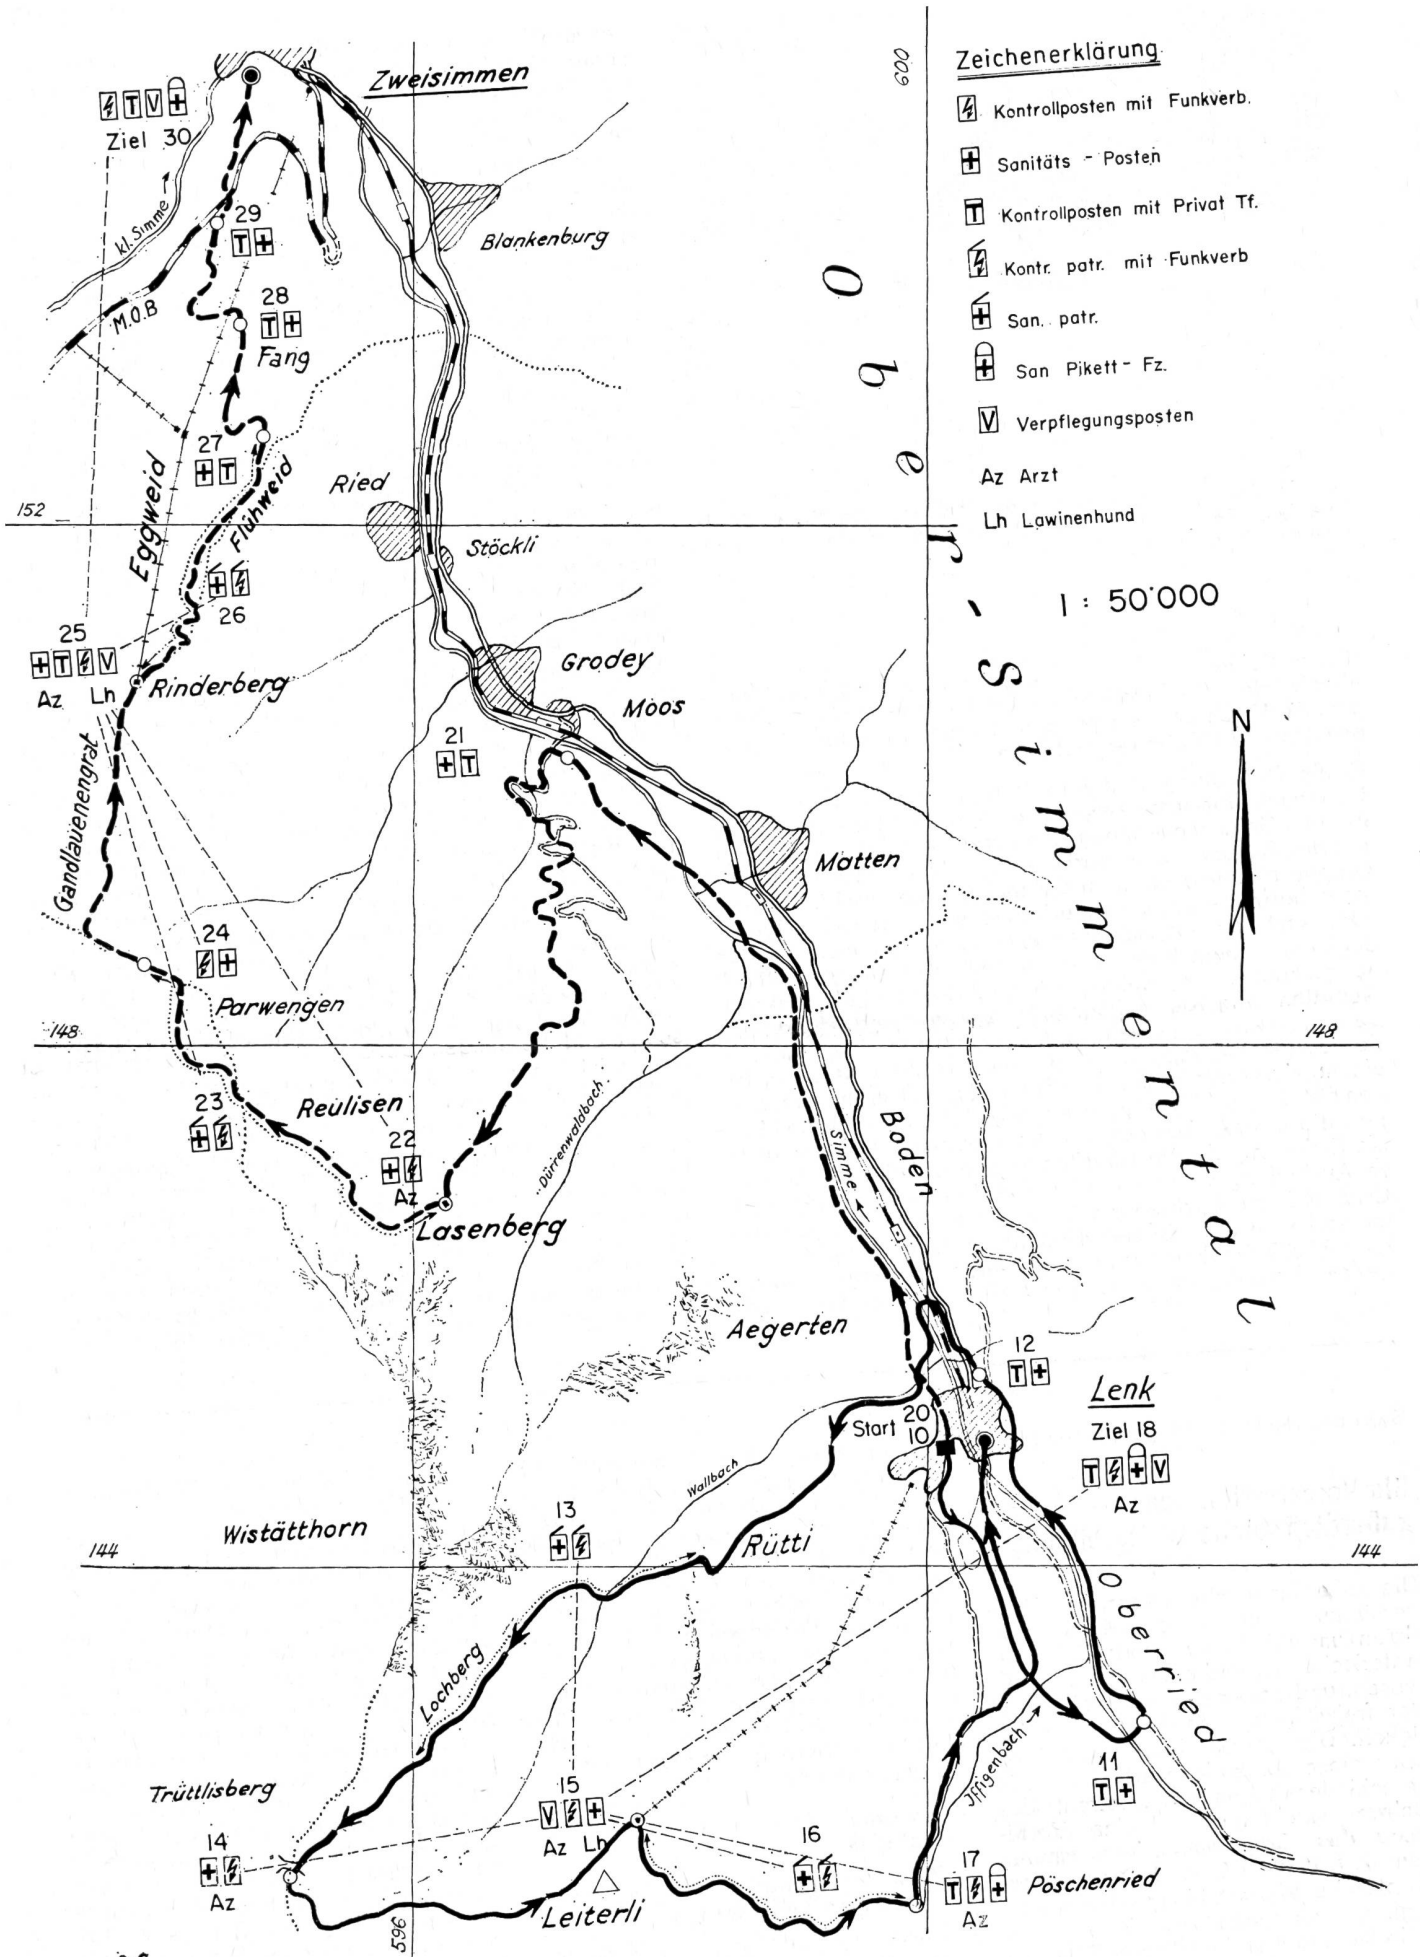 Zeichenerklärung
Kontrollposten mit Funkverb.
Sanitäts - Posten
T Kontrollposten mit Privat Tf.
Kontr. patr. mit Funkverb
San. patr.
San Pikett - Fz.
V Verpflegungsposten
Az Arzt
Lh Lawinenhund
1 : 50'000
N
Ober-Simmental
600
Zweisimmen
T V
Ziel 30
kl. Simme
M.O.B
29
T
Blankenburg
28
T
Fang
27
T
Eggweid
Flühweid
Ried
152
Stöckli
26
25
T V
Az Lh
Rinderberg
Grodey
Moos
21
T
Gandlauenengrat
Matten
24
Parwengen
148
148
23
Reulisen
22
Az
Lasenberg
Dürrenwaldbach
Simme
Boden
Aegerten
12
T
Lenk
Ziel 18
T V
Az
Start 20
10
Wallbach
13
Wistätthorn
Rütti
144
144
Oberried
Lochberg
Iffigenbach
11
T
Trüttlisberg
14
Az
15
V
Az Lh
16
17
T
Az
Pöschenried
Leiterli
596